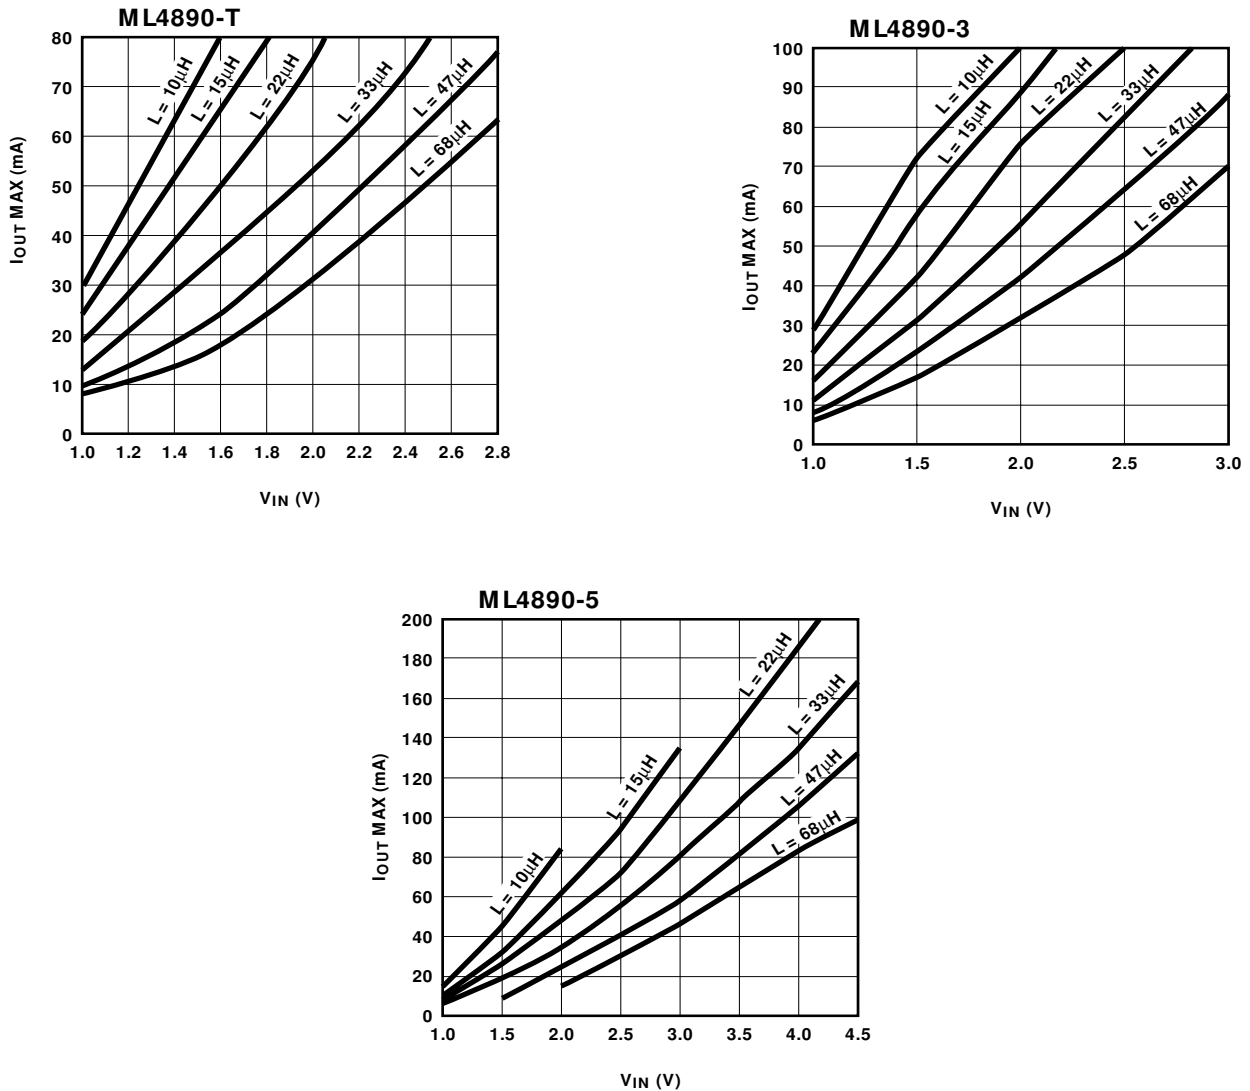 ML4890-T
80
70
60
50
40
30
20
10
0
IOUT MAX (mA)
L = 10µH
L = 15µH
L = 22µH
L = 33µH
L = 47µH
L = 68µH
1.0 1.2 1.4 1.6 1.8 2.0 2.2 2.4 2.6 2.8
VIN (V)
ML4890-3
100
90
80
70
60
50
40
30
20
10
0
IOUT MAX (mA)
L = 10µH
L = 15µH
L = 22µH
L = 33µH
L = 47µH
L = 68µH
1.0 1.5 2.0 2.5 3.0
VIN (V)
ML4890-5
200
180
160
140
120
100
80
60
40
20
0
IOUT MAX (mA)
L = 10µH
L = 15µH
L = 22µH
L = 33µH
L = 47µH
L = 68µH
1.0 1.5 2.0 2.5 3.0 3.5 4.0 4.5
VIN (V)